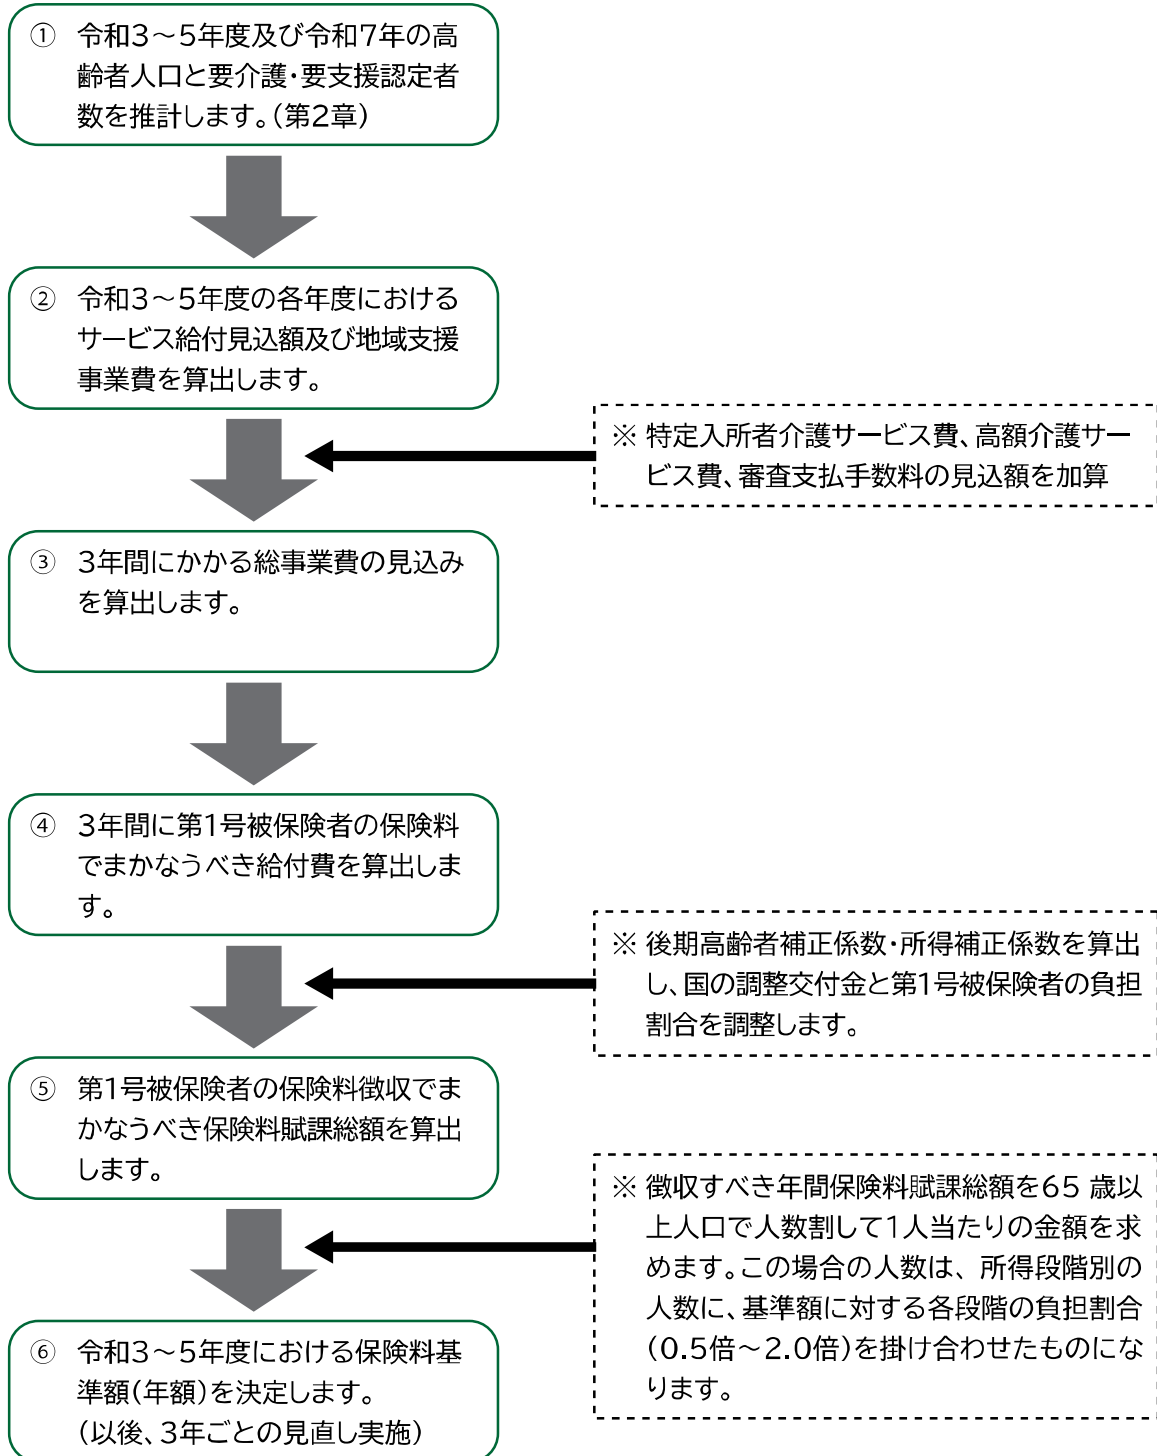 ① 令和3～5年度及び令和7年の高
齢者人口と要介護・要支援認定者
数を推計します。(第2章)
② 令和3～5年度の各年度における
サービス給付見込額及び地域支援
事業費を算出します。
※ 特定入所者介護サービス費、高額介護サー
ビス費、審査支払手数料の見込額を加算
③ 3年間にかかる総事業費の見込み
を算出します。
④ 3年間に第1号被保険者の保険料
でまかなうべき給付費を算出しま
す。
※ 後期高齢者補正係数・所得補正係数を算出
し、国の調整交付金と第1号被保険者の負担
割合を調整します。
⑤ 第1号被保険者の保険料徴収でま
かなうべき保険料賦課総額を算出
します。
※ 徴収すべき年間保険料賦課総額を65 歳以
上人口で人数割して1人当たりの金額を求
めます。この場合の人数は、所得段階別の
人数に、基準額に対する各段階の負担割合
(0.5倍～2.0倍)を掛け合わせたものにな
ります。
⑥ 令和3～5年度における保険料基
準額(年額)を決定します。
(以後、3年ごとの見直し実施)